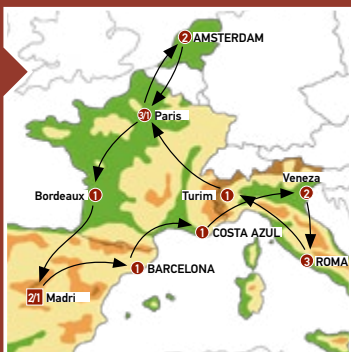 2 AMSTERDAM
3/1 Paris
Veneza
Bordeaux 1
Turim 1
2
1 COSTA AZUL
3 ROMA
1 BARCELONA
2/1 Madri